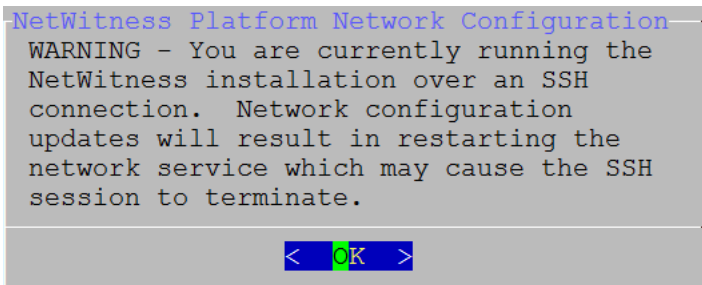 NetWitness Platform Network Configuration
WARNING - You are currently running the
NetWitness installation over an SSH
connection.  Network configuration
updates will result in restarting the
network service which may cause the SSH
session to terminate.
<  OK  >